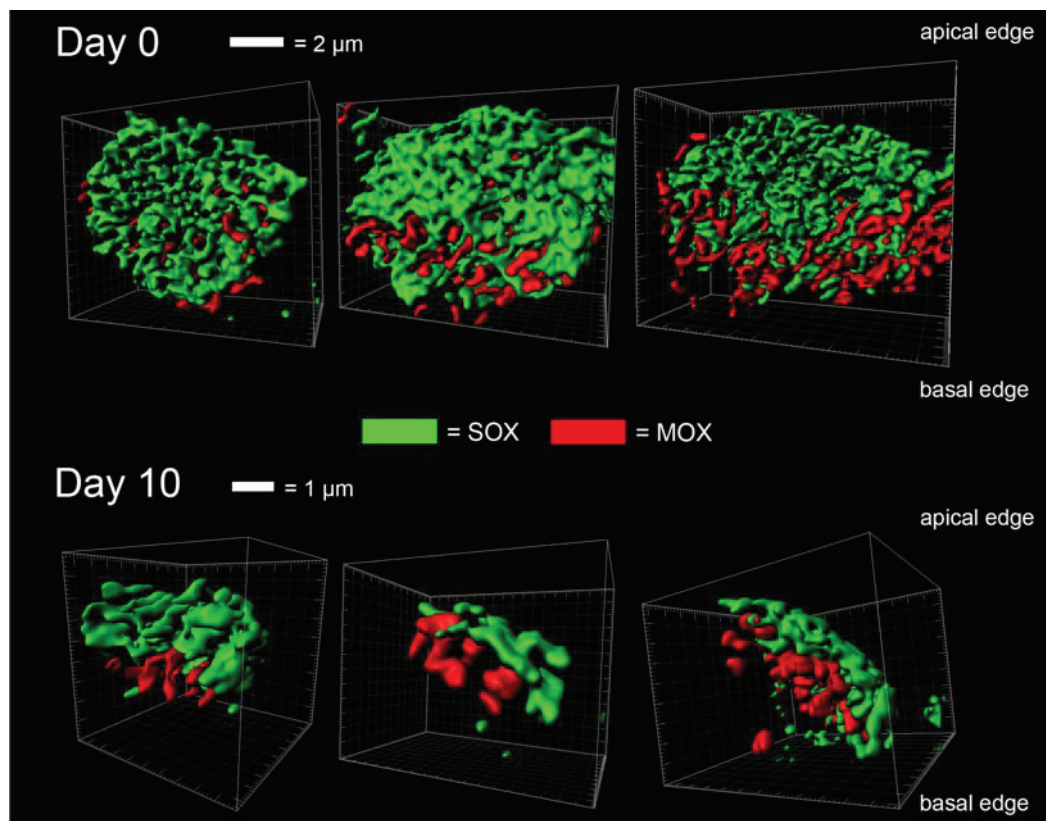 Day 0 = 2 µm
apical edge
basal edge
= SOX = MOX
Day 10 = 1 µm
apical edge
basal edge